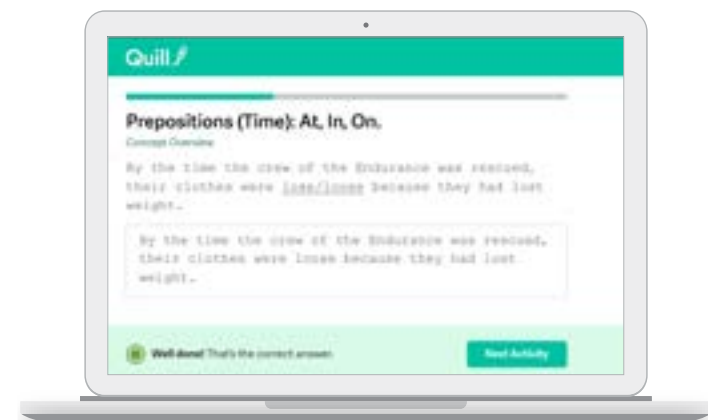 Quill
Prepositions (Time): At, In, On.
Concept Overview
By the time the crew of the Endurance was rescued,
their clothes were lose/loose because they had lost
weight.
By the time the crew of the Endurance was rescued,
their clothes were loose because they had lost
weight.
Well done! That's the correct answer.
Next Activity